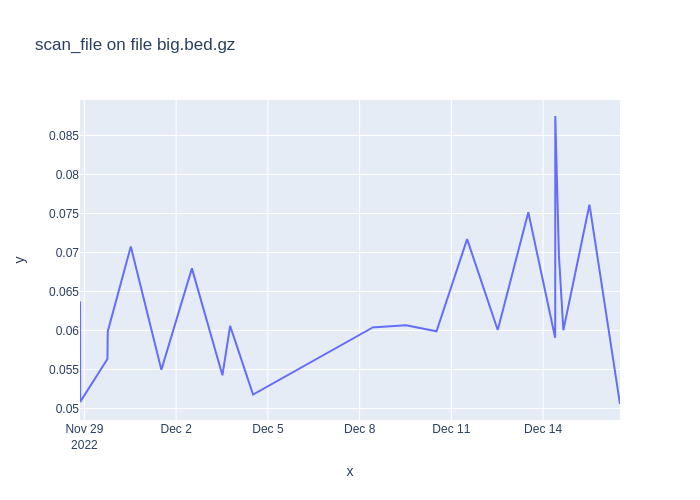 scan_file on file big.bed.gz
0.085
0.08
0.075
0.07
0.065
0.06
0.055
0.05
y
Nov 29
2022
Dec 2
Dec 5
Dec 8
Dec 11
Dec 14
x